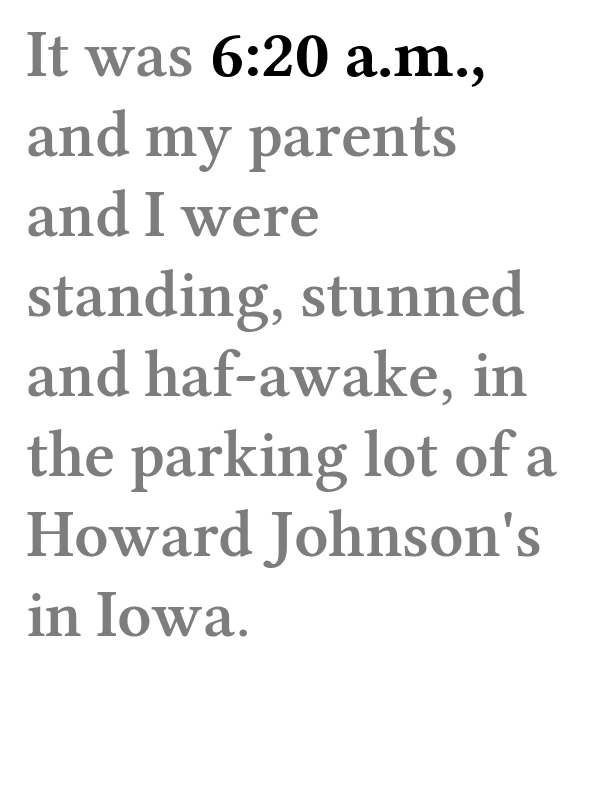 It was 6:20 a.m.,
and my parents
and I were
standing, stunned
and haf-awake, in
the parking lot of a
Howard Johnson's
in Iowa.